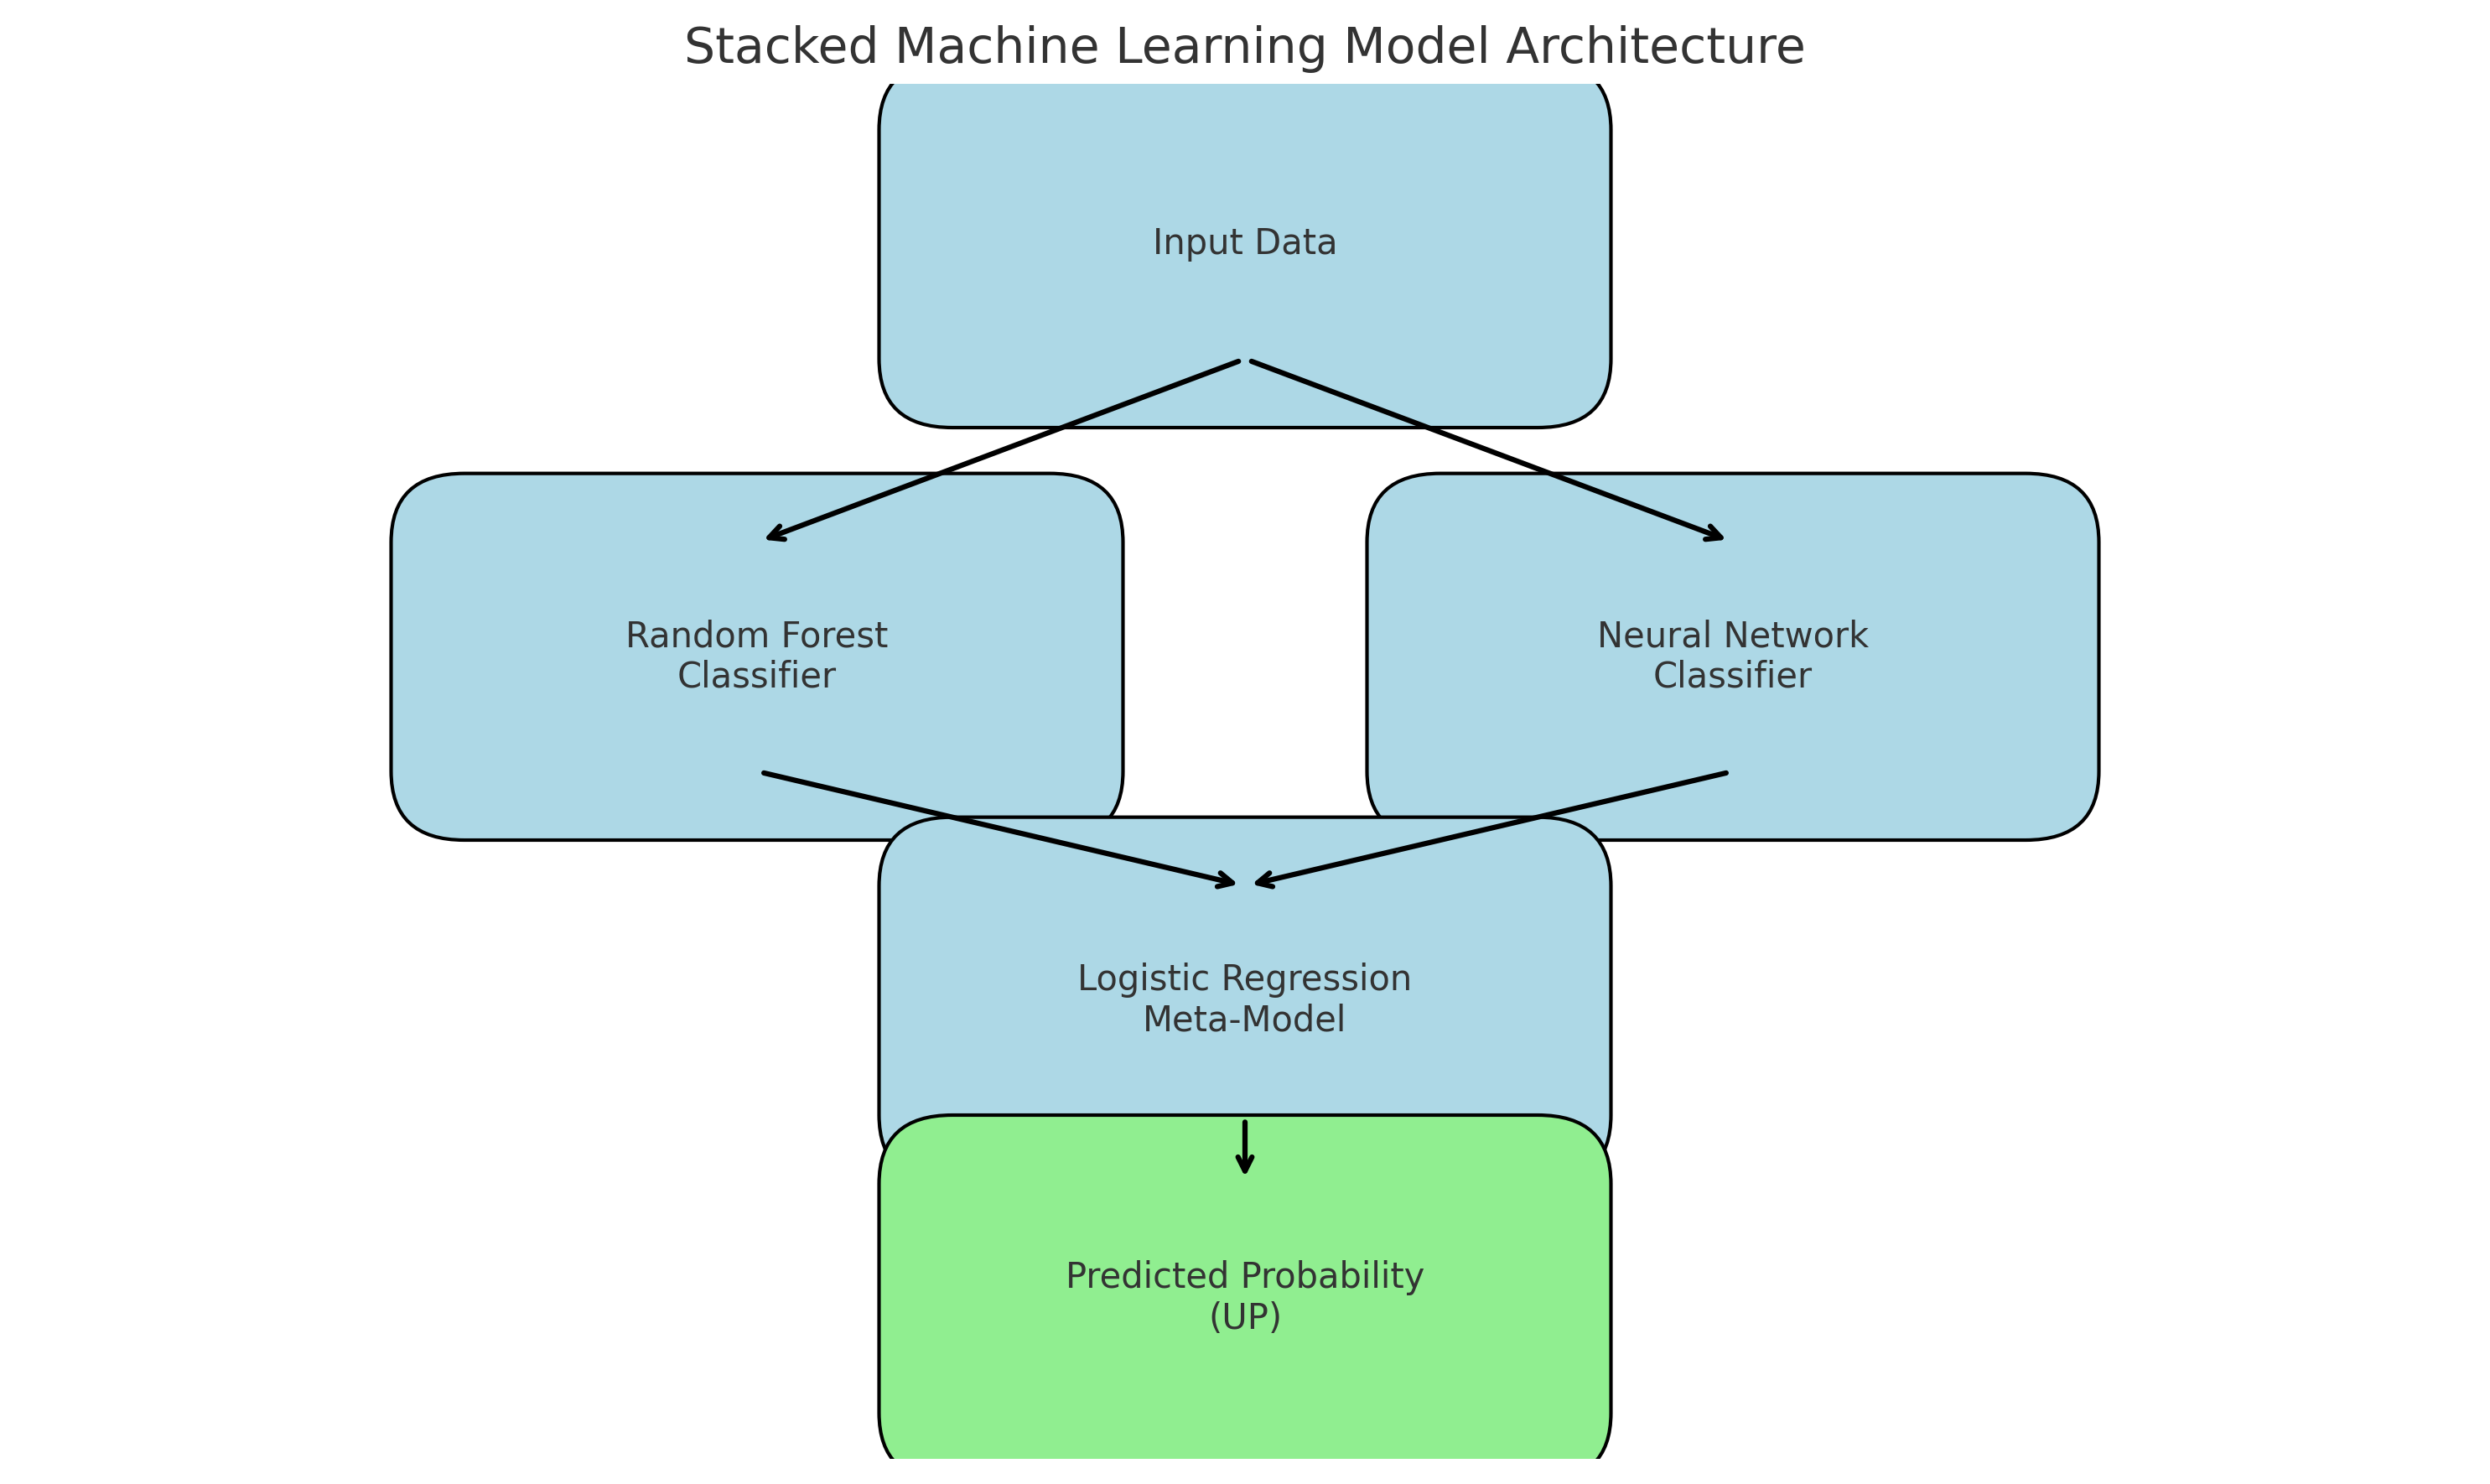 Stacked Machine Learning Model Architecture
Input Data
Random Forest
Classifier
Neural Network
Classifier
Logistic Regression
Meta-Model
Predicted Probability
(UP)